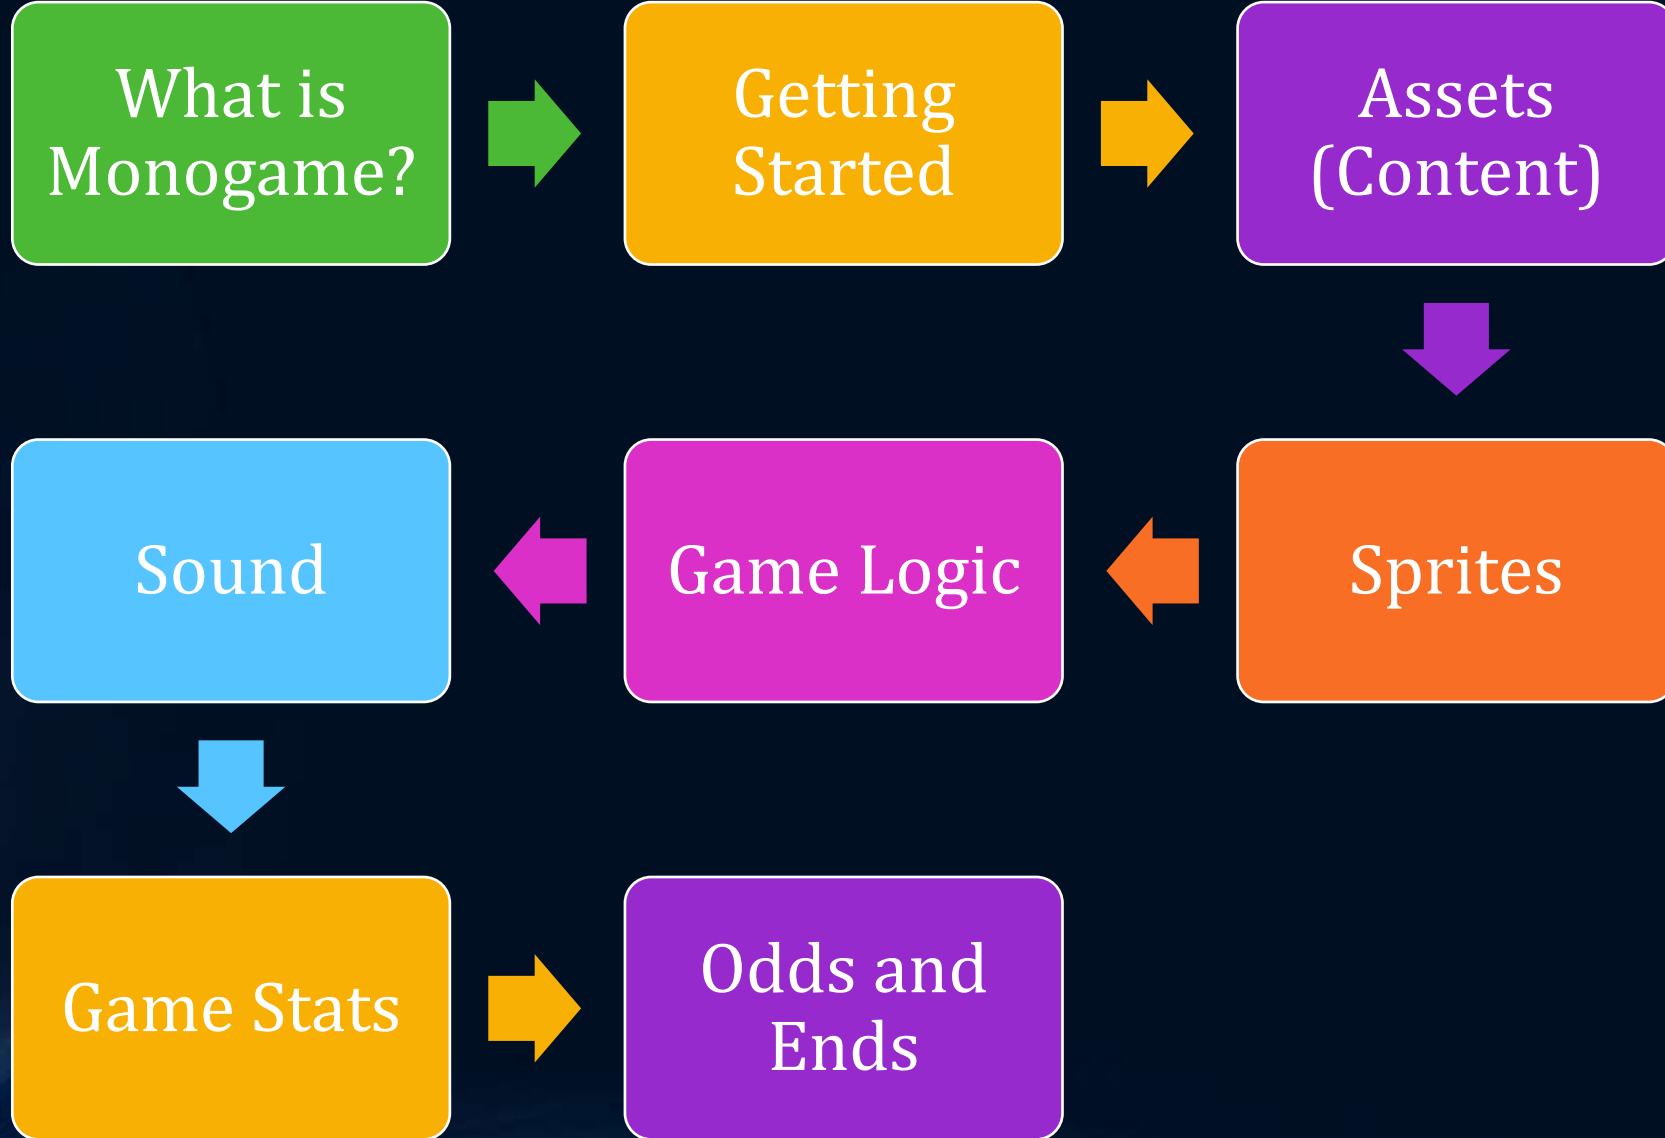 What is
Monogame?
Getting
Started
Assets
(Content)
Sprites
Game Logic
Sound
Game Stats
Odds and
Ends